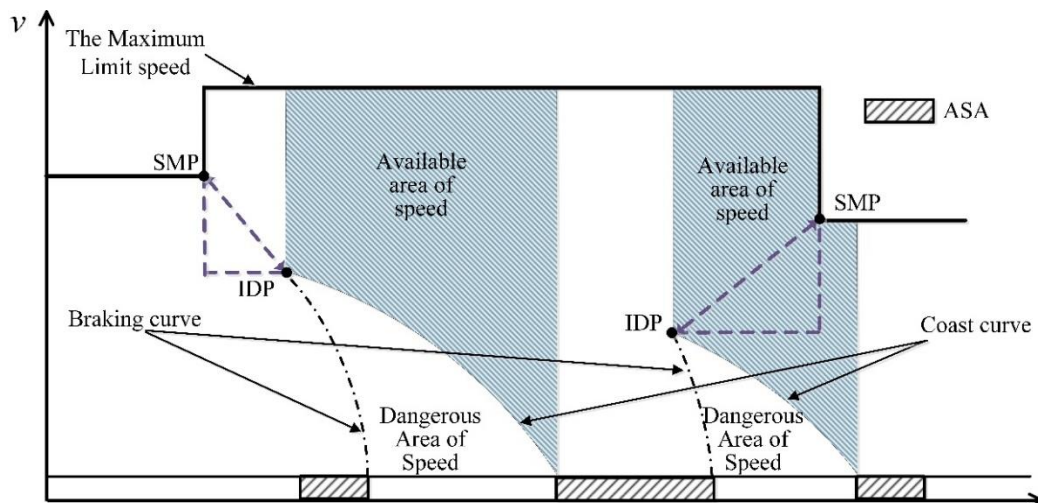 v
The Maximum
Limit speed
ASA
SMP
Available
area of
speed
Available
area of
speed
SMP
IDP
IDP
Braking curve
Coast curve
Dangerous
Area of
Speed
Dangerous
Area of
Speed